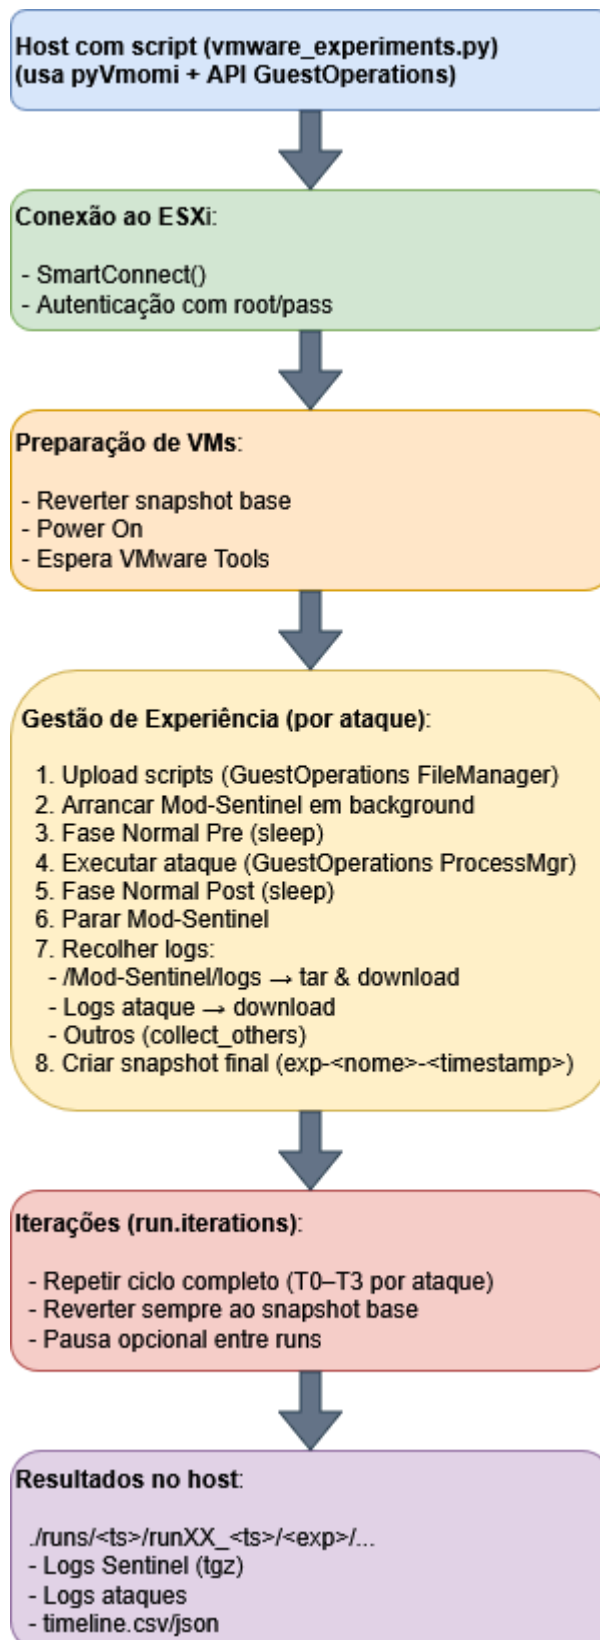 Host com script (vmware_experiments.py)
(usa pyVmomi + API GuestOperations)
Conexão ao ESXi:
- SmartConnect()
- Autenticação com root/pass
Preparação de VMs:
- Reverter snapshot base
- Power On
- Espera VMware Tools
Gestão de Experiência (por ataque):
1. Upload scripts (GuestOperations FileManager)
2. Arrancar Mod-Sentinel em background
3. Fase Normal Pre (sleep)
4. Executar ataque (GuestOperations ProcessMgr)
5. Fase Normal Post (sleep)
6. Parar Mod-Sentinel
7. Recolher logs:
- /Mod-Sentinel/logs → tar & download
- Logs ataque → download
- Outros (collect_others)
8. Criar snapshot final (exp-<nome>-<timestamp>)
Iterações (run.iterations):
- Repetir ciclo completo (T0–T3 por ataque)
- Reverter sempre ao snapshot base
- Pausa opcional entre runs
Resultados no host:
./runs/<ts>/runXX_<ts>/<exp>/...
- Logs Sentinel (tgz)
- Logs ataques
- timeline.csv/json